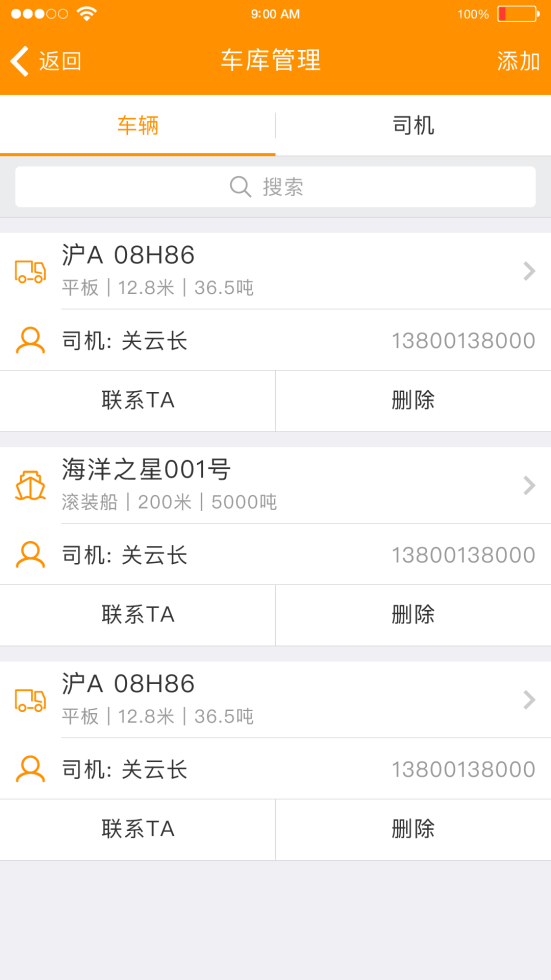 9:00 AM 100%
返回 车库管理 添加
车辆 司机
搜索
沪A 08H86
平板 | 12.8米 | 36.5吨
司机: 关云长 13800138000
联系TA 删除
海洋之星001号
滚装船 | 200米 | 5000吨
司机: 关云长 13800138000
联系TA 删除
沪A 08H86
平板 | 12.8米 | 36.5吨
司机: 关云长 13800138000
联系TA 删除